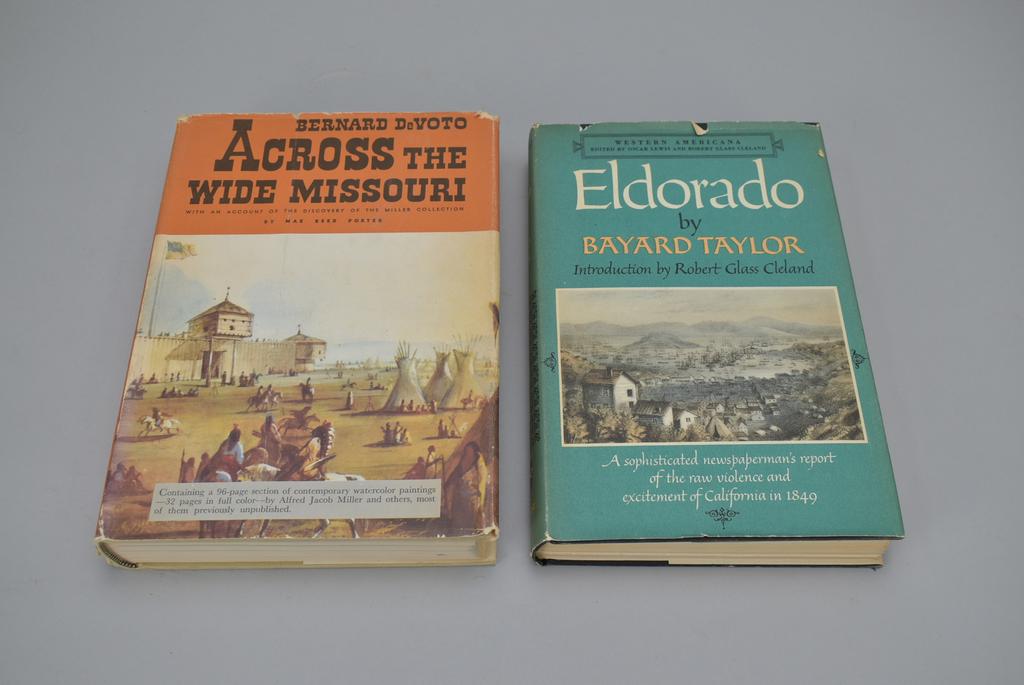 BERNARD DeVOTO
ACROSS THE
WIDE MISSOURI
WITH AN ACCOUNT OF THE DISCOVERY OF THE MILLER COLLECTION
BY MAE REED PORTER
Containing a 96-page section of contemporary watercolor paintings
—32 pages in full color—by Alfred Jacob Miller and others, most
of them previously unpublished.
WESTERN AMERICANA
EDITED BY OSCAR LEWIS AND ROBERT GLASS CLELAND
Eldorado
by
BAYARD TAYLOR
Introduction by Robert Glass Cleland
A sophisticated newspaperman's report
of the raw violence and
excitement of California in 1849